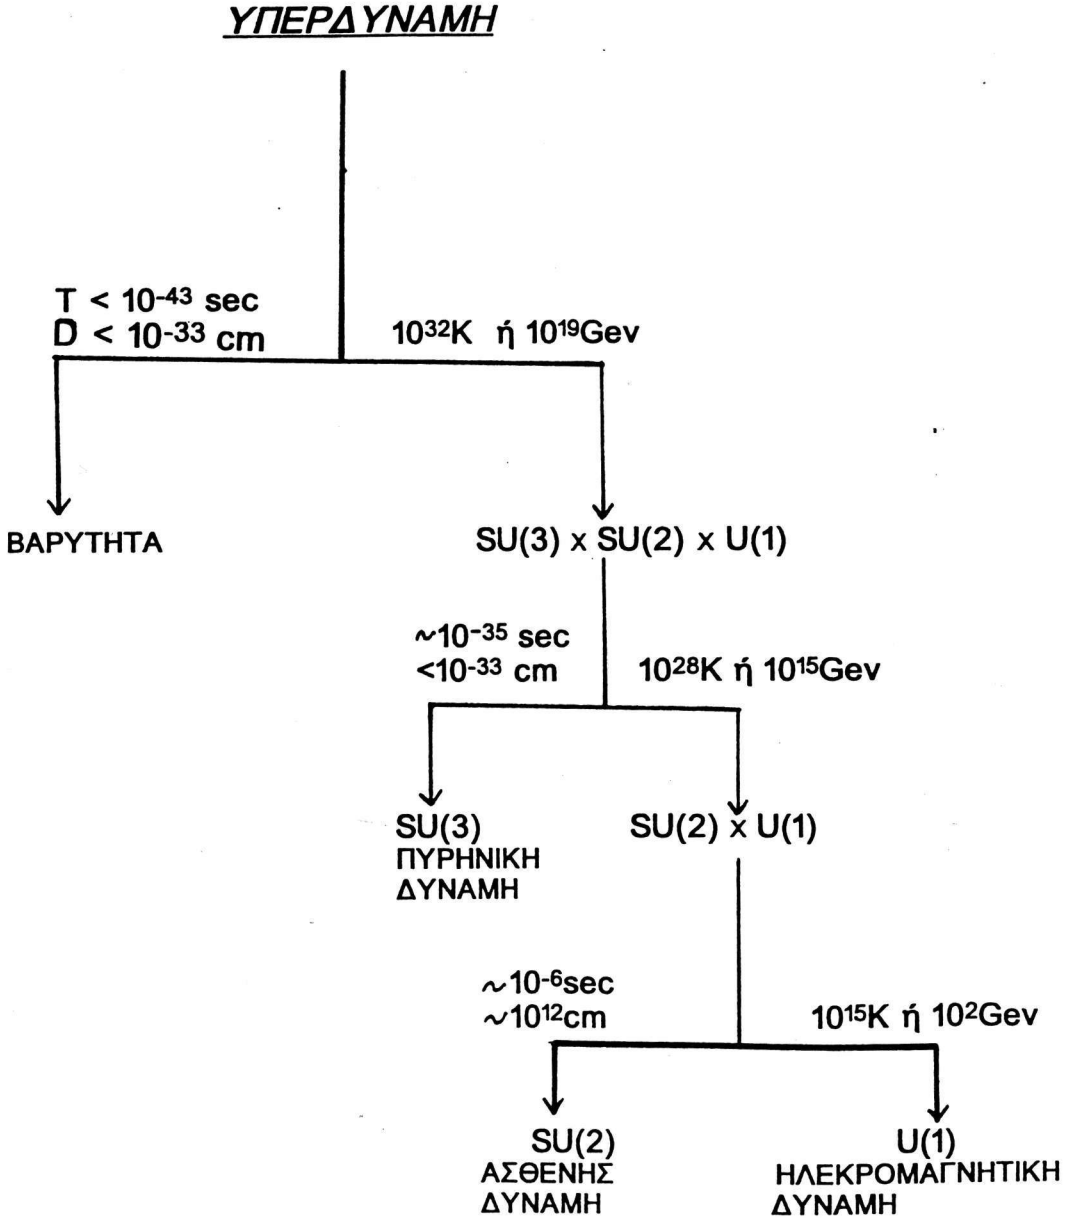 ΥΠΕΡΔΥΝΑΜΗ
T < 10⁻⁴³ sec
D < 10⁻³³ cm
10³²K ή 10¹⁹Gev
ΒΑΡΥΤΗΤΑ
SU(3) x SU(2) x U(1)
~10⁻³⁵ sec
<10⁻³³ cm
10²⁸K ή 10¹⁵Gev
SU(3)
ΠΥΡΗΝΙΚΗ
ΔΥΝΑΜΗ
SU(2) x U(1)
~10⁻⁶sec
~10¹²cm
10¹⁵K ή 10²Gev
SU(2)
ΑΣΘΕΝΗΣ
ΔΥΝΑΜΗ
U(1)
ΗΛΕΚΡΟΜΑΓΝΗΤΙΚΗ
ΔΥΝΑΜΗ